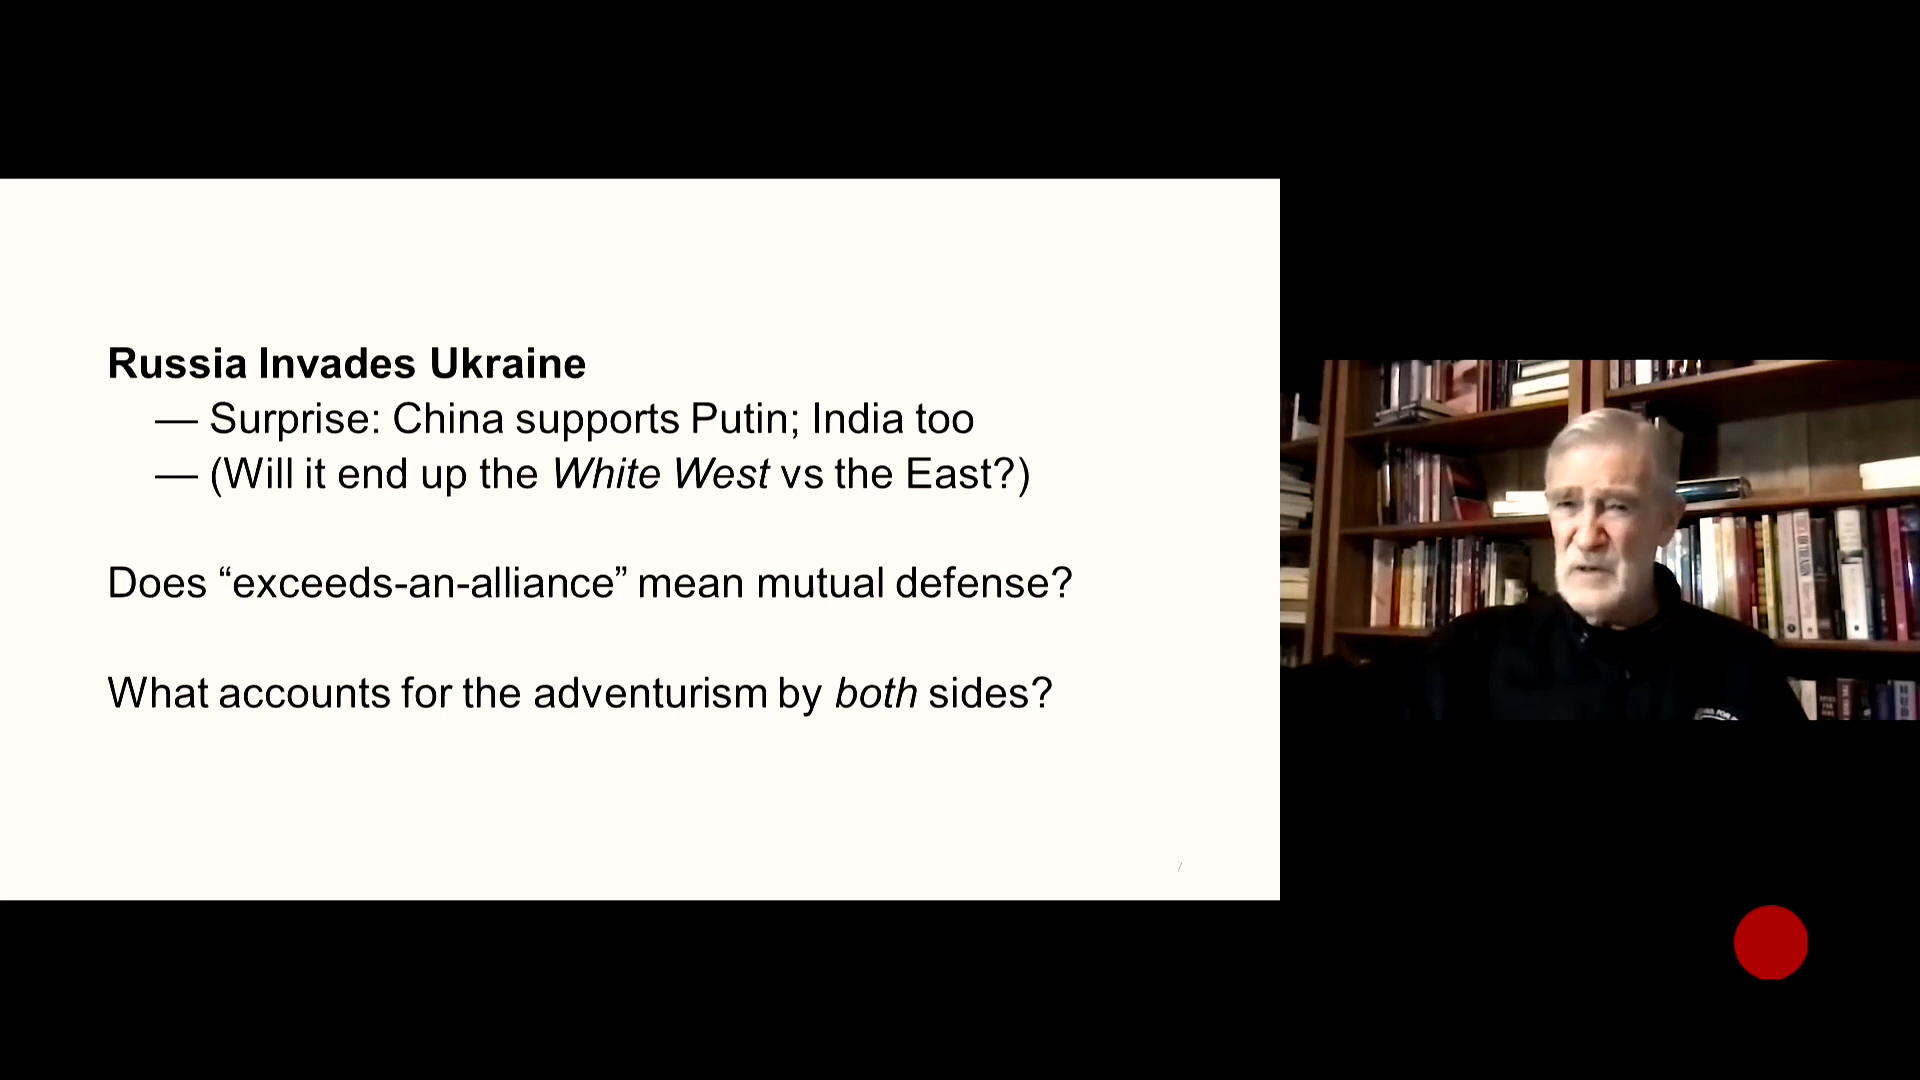 Russia Invades Ukraine
— Surprise: China supports Putin; India too
— (Will it end up the White West vs the East?)
Does “exceeds-an-alliance” mean mutual defense?
What accounts for the adventurism by both sides?
7